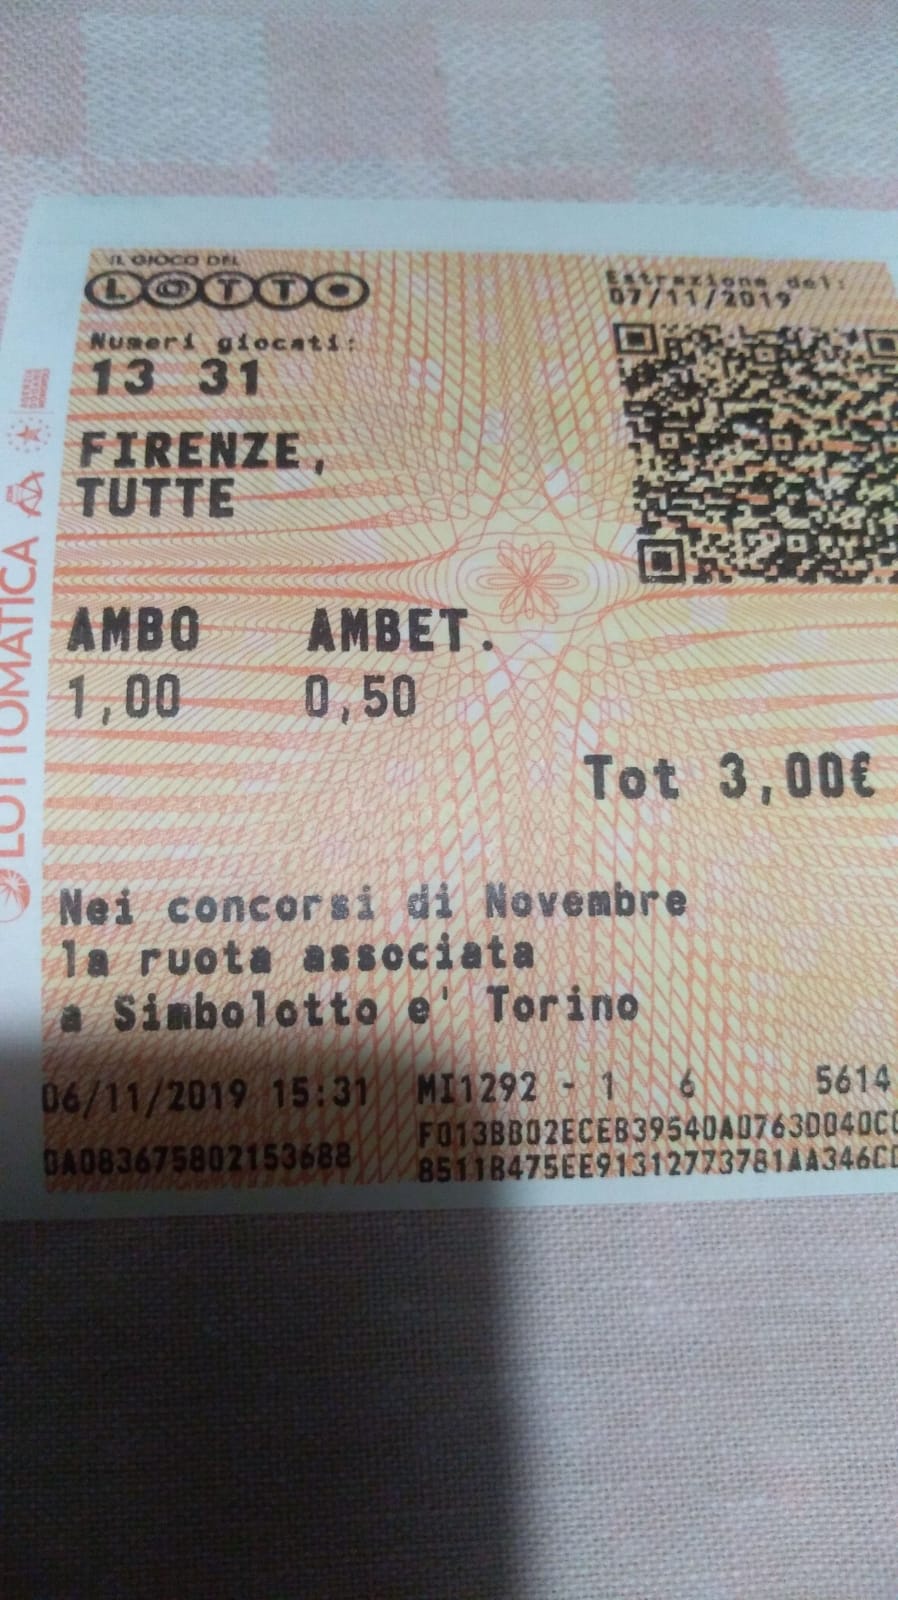 IL GIOCO DEL
LOTTO
Estrazione del:
07/11/2019
Numeri giocati:
13 31
FIRENZE,
TUTTE
AMBO AMBET.
1,00 0,50
Tot 3,00€
Nei concorsi di Novembre
la ruota associata
a Simbolotto e' Torino
06/11/2019 15:31 MI1292 - 1 6 5614
F013BB02ECEB39540A0763D040C0
0A083675802153688
8511B475EE91312773781AA346CD
LOTTOMATICA